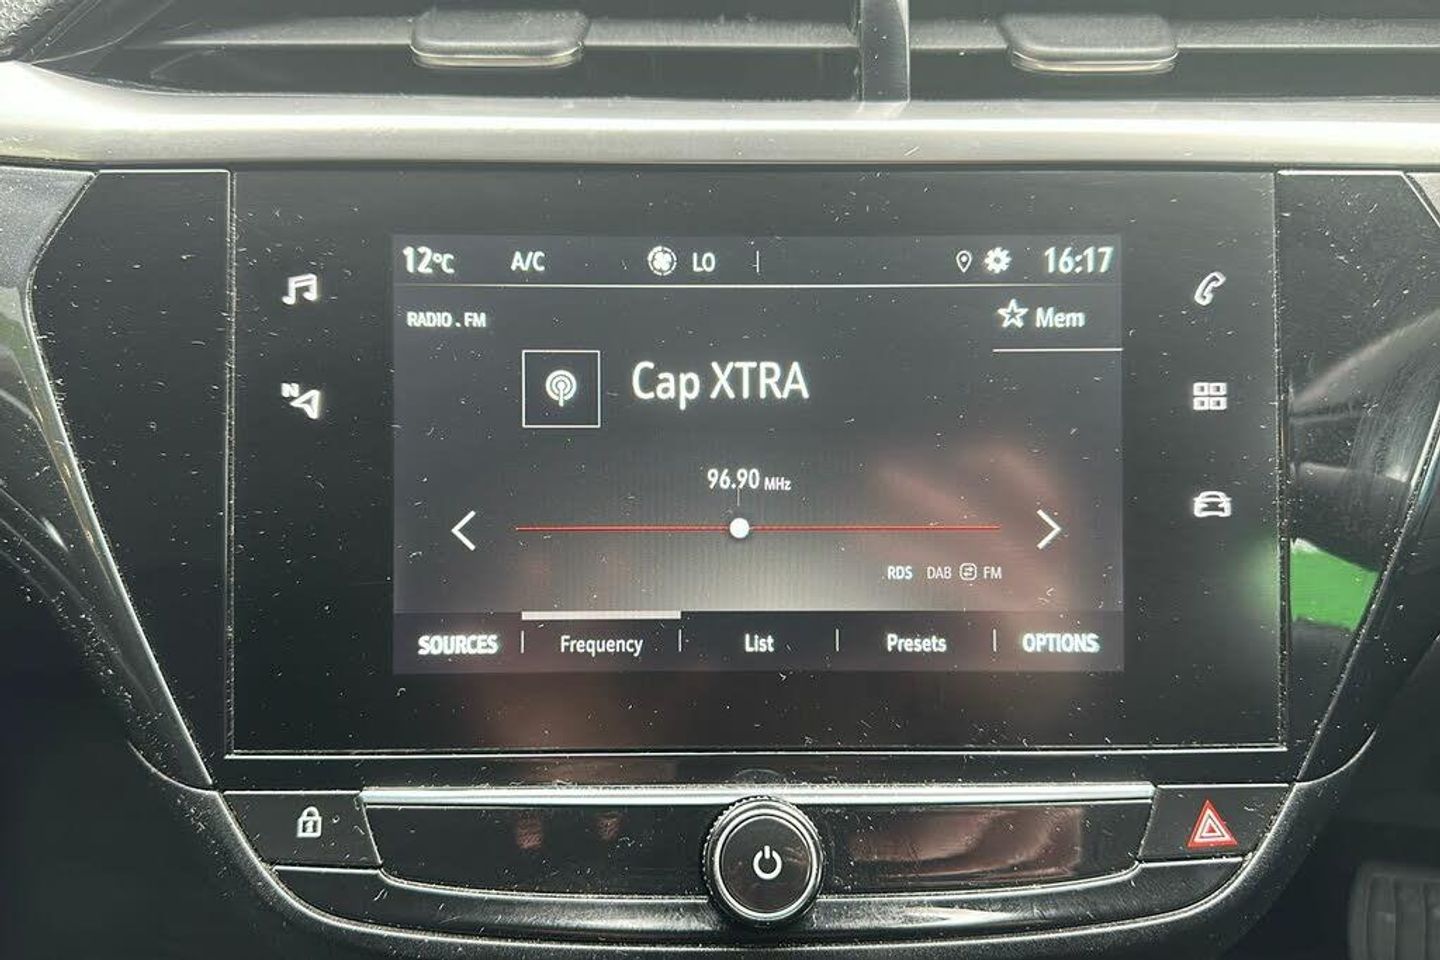 12°C A/C LO 16:17
RADIO . FM
Mem
Cap XTRA
N
96.90 MHz
RDS DAB FM
SOURCES Frequency List Presets OPTIONS